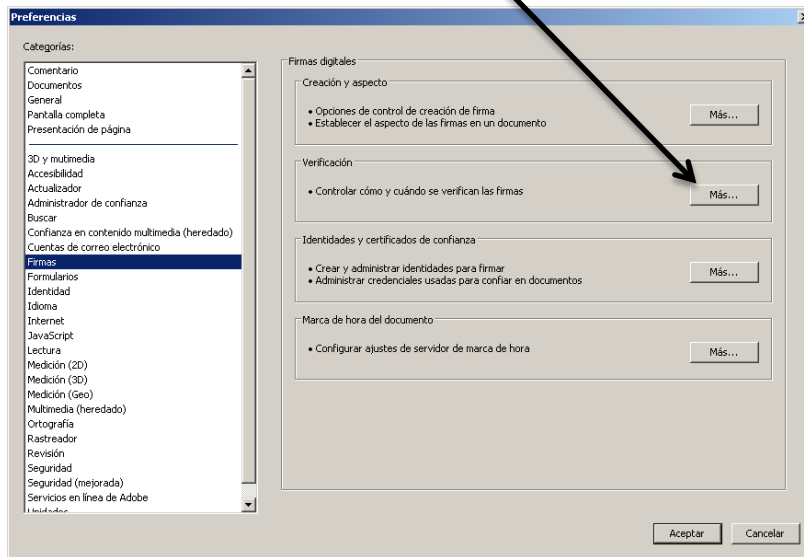 Preferencias
Categorías:
Comentario
Documentos
General
Pantalla completa
Presentación de página
3D y mutimedia
Accesibilidad
Actualizador
Administrador de confianza
Buscar
Confianza en contenido multimedia (heredado)
Cuentas de correo electrónico
Firmas
Formularios
Identidad
Idioma
Internet
JavaScript
Lectura
Medición (2D)
Medición (3D)
Medición (Geo)
Multimedia (heredado)
Ortografía
Rastreador
Revisión
Seguridad
Seguridad (mejorada)
Servicios en línea de Adobe
Unidades
Firmas digitales
Creación y aspecto
• Opciones de control de creación de firma
• Establecer el aspecto de las firmas en un documento
Más...
Verificación
• Controlar cómo y cuándo se verifican las firmas
Más...
Identidades y certificados de confianza
• Crear y administrar identidades para firmar
• Administrar credenciales usadas para confiar en documentos
Más...
Marca de hora del documento
• Configurar ajustes de servidor de marca de hora
Más...
Aceptar
Cancelar